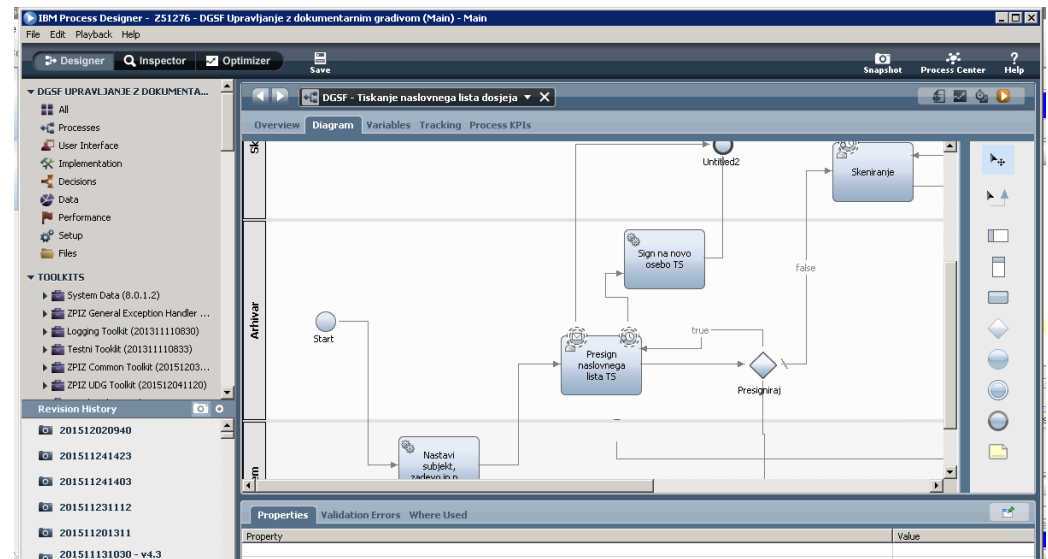 IBM Process Designer - Z51276 - DGSF Upravljanje z dokumentarnim gradivom (Main) - Main
File Edit Playback Help
Designer Inspector Optimizer
Save
Snapshot Process Center Help
DGSF UPRAVLJANJE Z DOKUMENTA...
All
Processes
User Interface
Implementation
Decisions
Data
Performance
Setup
Files
TOOLKITS
System Data (8.0.1.2)
ZPIZ General Exception Handler ...
Logging Toolkit (201311110830)
Testni Tooklit (201311110833)
ZPIZ Common Toolkit (20151203...
ZPIZ UDG Toolkit (201512041120)
Revision History
201512020940
201511241423
201511241403
201511231112
201511201311
201511131030 - v4.3
DGSF - Tiskanje naslovnega lista dosjeja
Overview Diagram Variables Tracking Process KPIs
Sk
Untitled2
Skeniranje
Arhivar
Start
Sign na novo
osebo TS
false
true
Presign
naslovnega
lista TS
Presigniraj
em
Nastavi
subjekt,
zadevo in p
Properties Validation Errors Where Used
Property Value